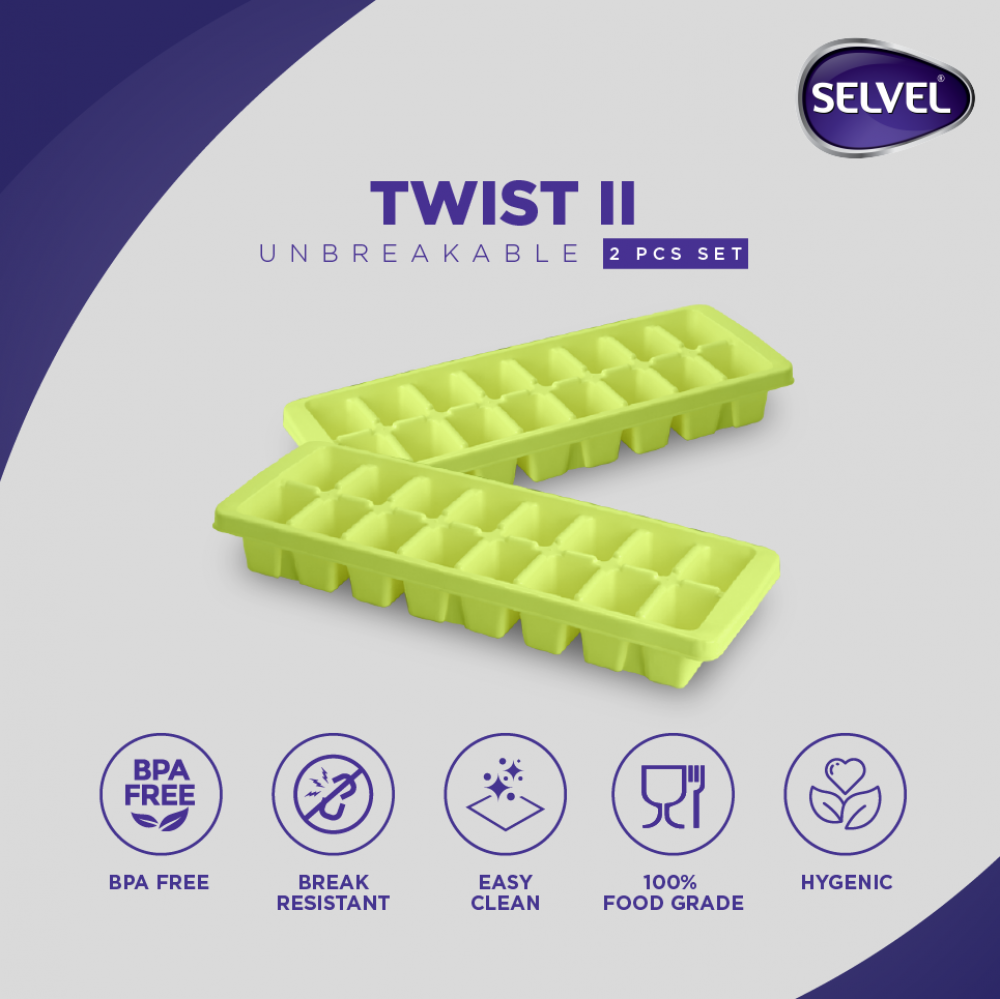 SELVEL®
TWIST II
UNBREAKABLE 2 PCS SET
BPA
FREE
BPA FREE
BREAK
RESISTANT
EASY
CLEAN
100%
FOOD GRADE
HYGENIC